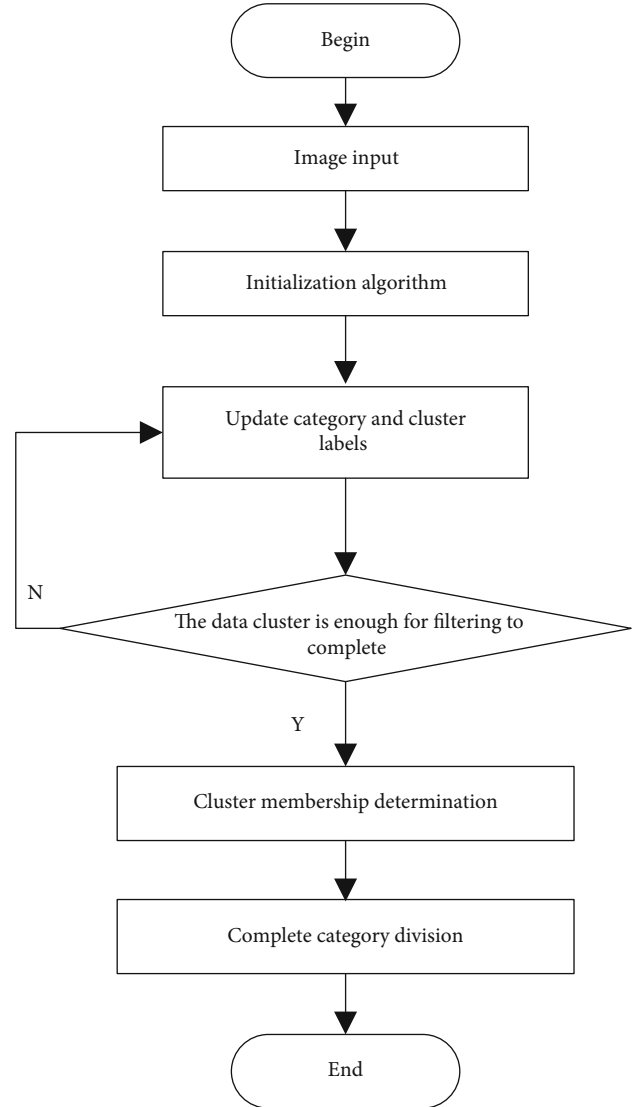 Begin
Image input
Initialization algorithm
Update category and cluster
labels
N
The data cluster is enough for filtering to
complete
Y
Cluster membership determination
Complete category division
End